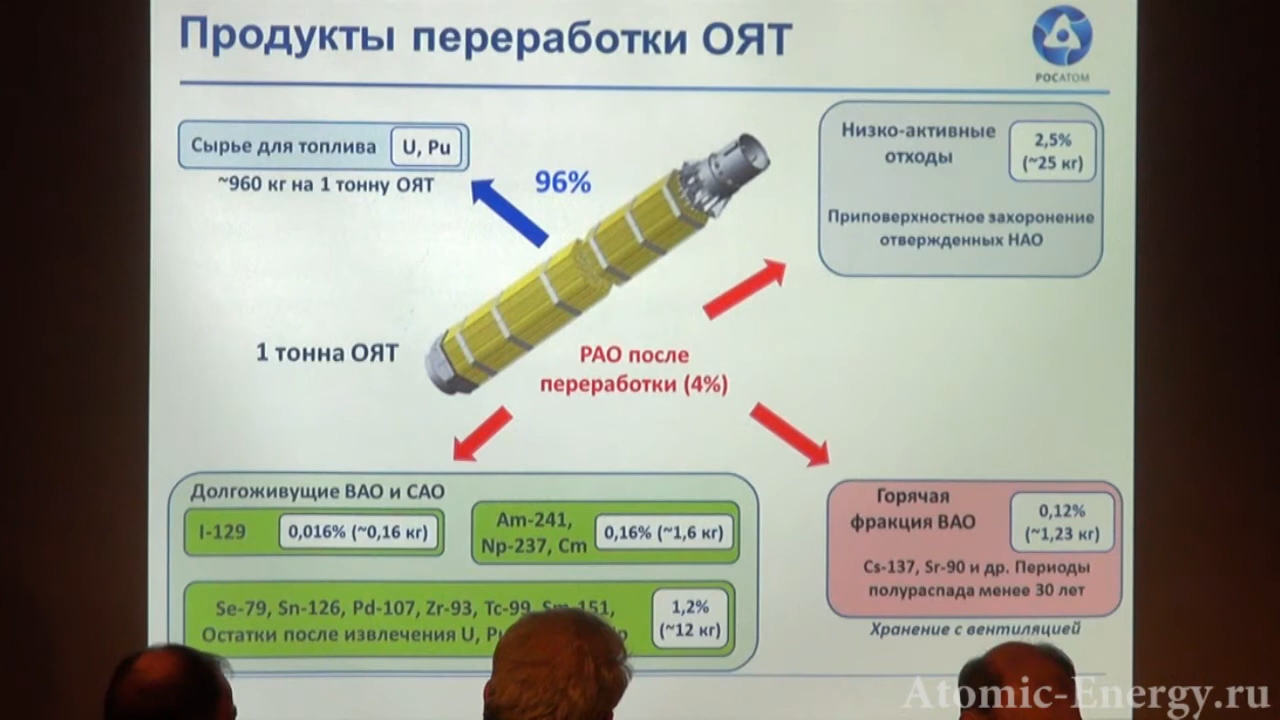 Продукты переработки ОЯТ
РОСАТОМ
Сырье для топлива
U, Pu
~960 кг на 1 тонну ОЯТ
96%
Низко-активные
отходы
2,5%
(~25 кг)
Приповерхностное захоронение
отвержденных НАО
1 тонна ОЯТ
РАО после
переработки (4%)
Долгоживущие ВАО и САО
I-129
0,016% (~0,16 кг)
Am-241,
Np-237, Cm
0,16% (~1,6 кг)
Se-79, Sn-126, Pd-107, Zr-93, Tc-99, Sm-151,
Остатки после извлечения U,
1,2%
(~12 кг)
Горячая
фракция ВАО
0,12%
(~1,23 кг)
Cs-137, Sr-90 и др. Периоды
полураспада менее 30 лет
Хранение с вентиляцией
Atomic-Energy.ru